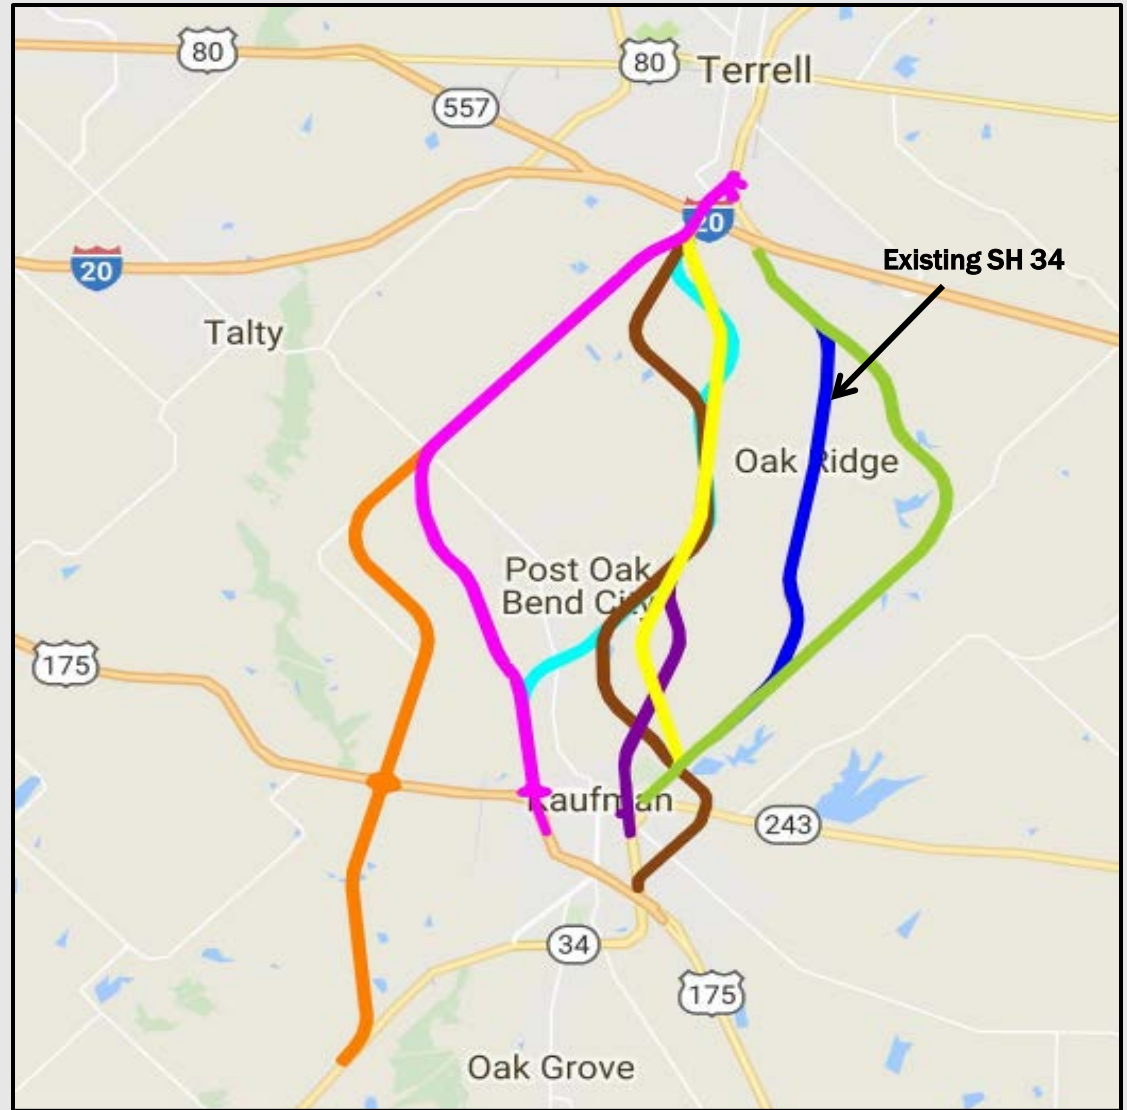 80
80
Terrell
557
20
Existing SH 34
20
Talty
Oak Ridge
Post Oak
Bend City
175
Kaufman
243
34
175
Oak Grove